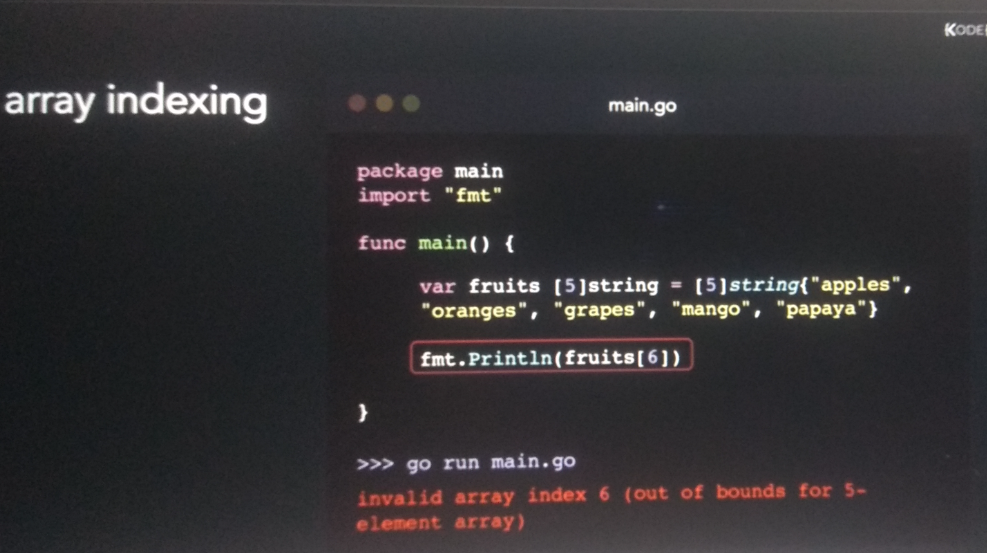 array indexing
main.go
package main
import "fmt"
func main() {
var fruits [5]string = [5]string{"apples",
"oranges", "grapes", "mango", "papaya"}
fmt.Println(fruits[6])
}
>>> go run main.go
invalid array index 6 (out of bounds for 5-
element array)